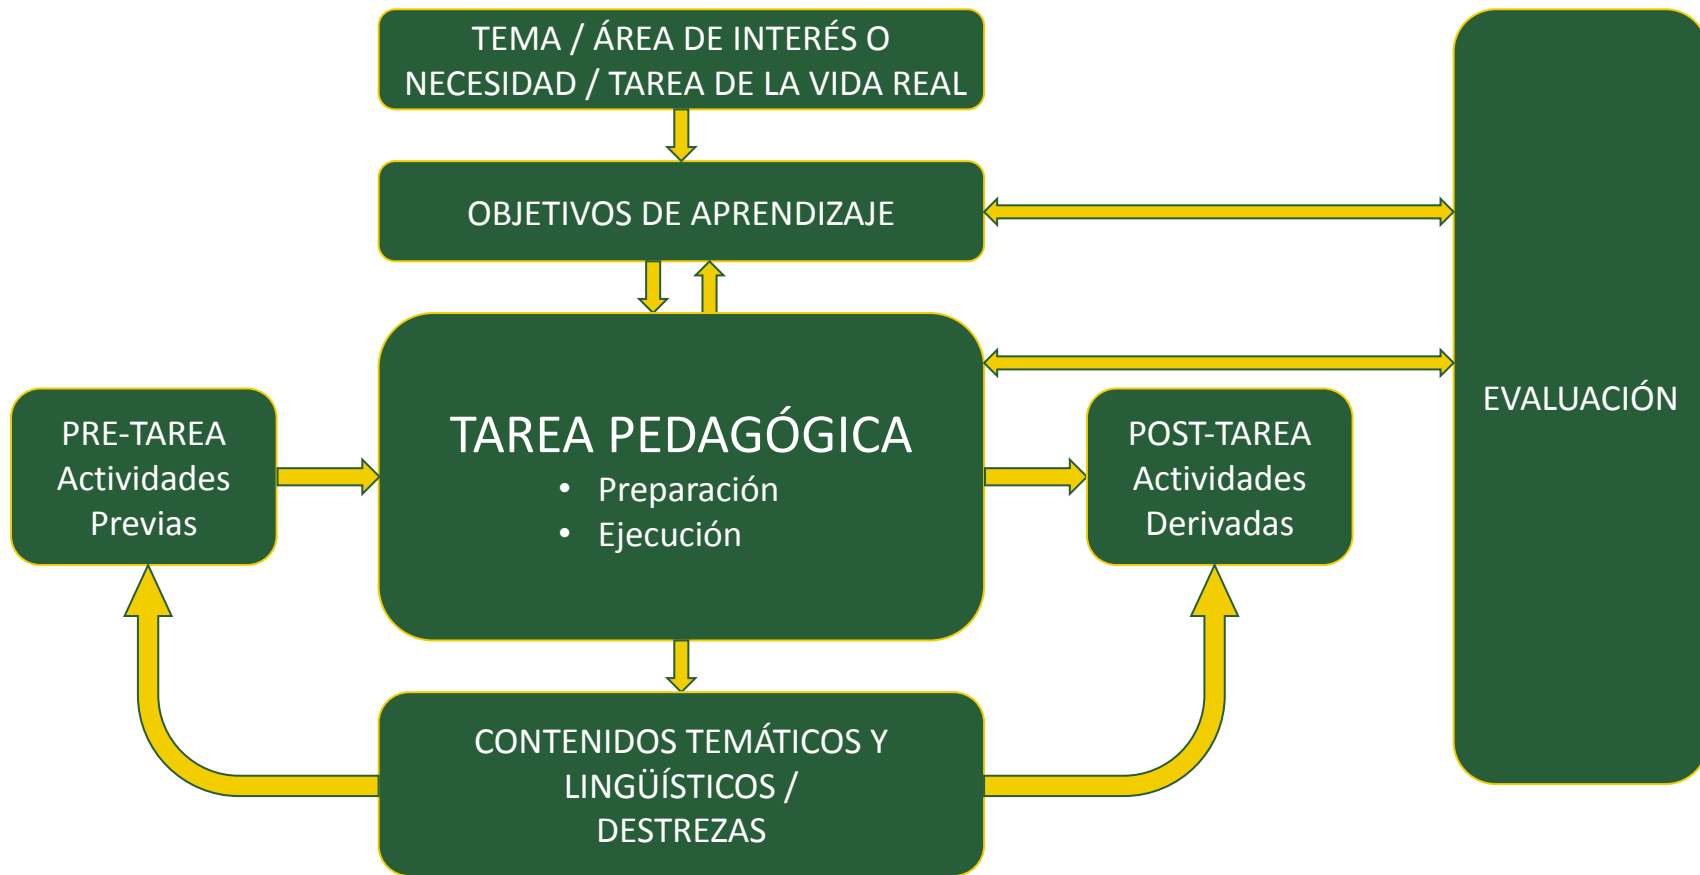 TEMA / ÁREA DE INTERÉS O
NECESIDAD / TAREA DE LA VIDA REAL
OBJETIVOS DE APRENDIZAJE
TAREA PEDAGÓGICA
• Preparación
• Ejecución
PRE-TAREA
Actividades
Previas
POST-TAREA
Actividades
Derivadas
EVALUACIÓN
CONTENIDOS TEMÁTICOS Y
LINGÜÍSTICOS /
DESTREZAS